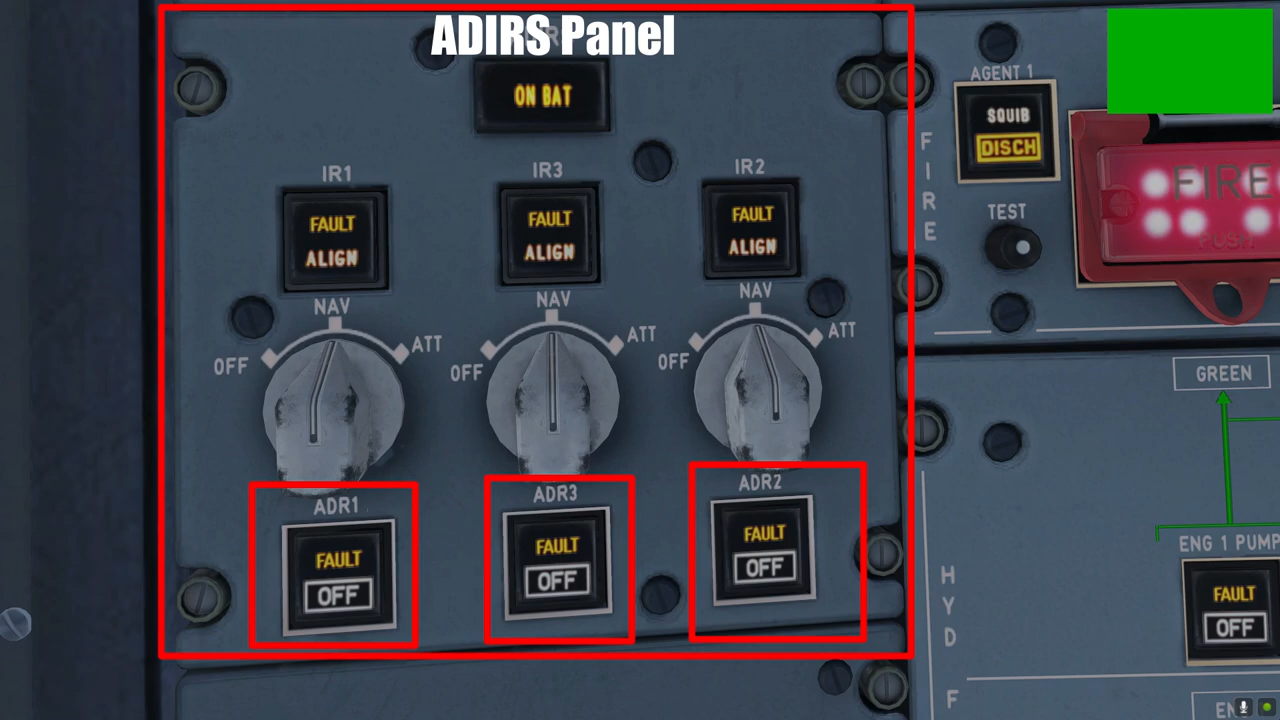 ADIRS Panel
ON BAT
IR1
FAULT
ALIGN
IR3
FAULT
ALIGN
IR2
FAULT
ALIGN
NAV
OFF
ATT
NAV
OFF
ATT
NAV
OFF
ATT
ADR1
FAULT
OFF
ADR3
FAULT
OFF
ADR2
FAULT
OFF
AGENT 1
SQUIB
DISCH
FIRE
TEST
FIRE
PUSH
GREEN
HYD
ENG 1 PUMP
FAULT
OFF
F